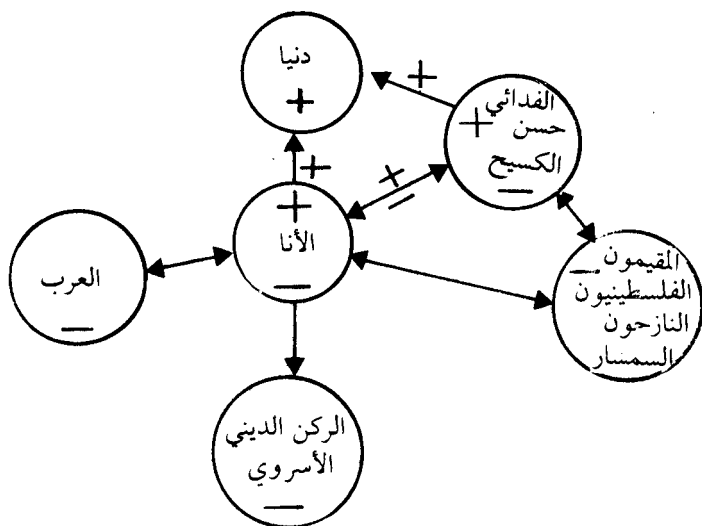 دنيا
+
+
الفدائي
+ حسن
الكسيح
—
+
+
—
+
الأنا
—
العرب
—
المقيمون
— الفلسطينيون
النازحون
السمسار
—
الركن الديني
الأسروي
—